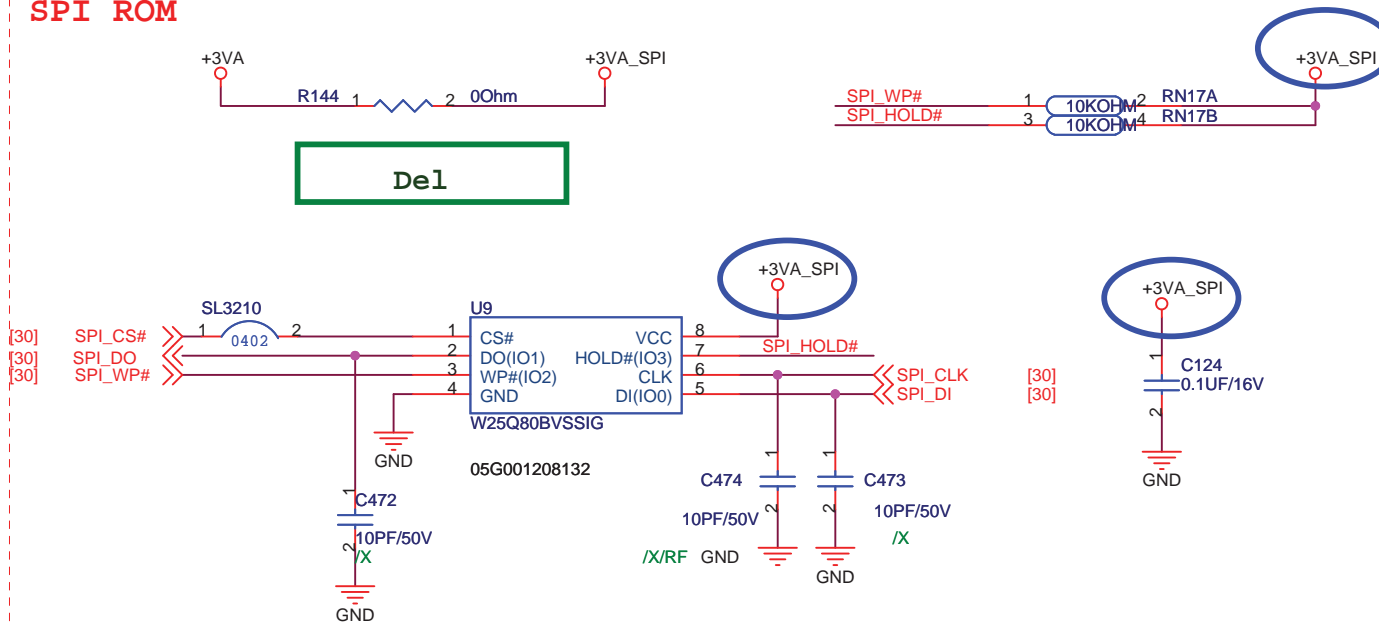 SPI ROM
+3VA
+3VA_SPI
R144 1 2 0Ohm
+3VA_SPI
SPI_WP# 1 10KOHM 2 RN17A
SPI_HOLD# 3 10KOHM 4 RN17B
Del
+3VA_SPI
+3VA_SPI
SL3210
U9
[30] SPI_CS# 1 0402 2 1 CS# VCC 8
[30] SPI_DO 2 DO(IO1) HOLD#(IO3) 7 SPI_HOLD#
[30] SPI_WP# 3 WP#(IO2) CLK 6 SPI_CLK [30]
4 GND DI(IO0) 5 SPI_DI [30]
W25Q80BVSSIG
GND
05G001208132
1 C124
0.1UF/16V
2
GND
1 C472
10PF/50V
2 /X
GND
C474 1
10PF/50V 2
/X/RF GND
1 C473
2 10PF/50V
/X
GND